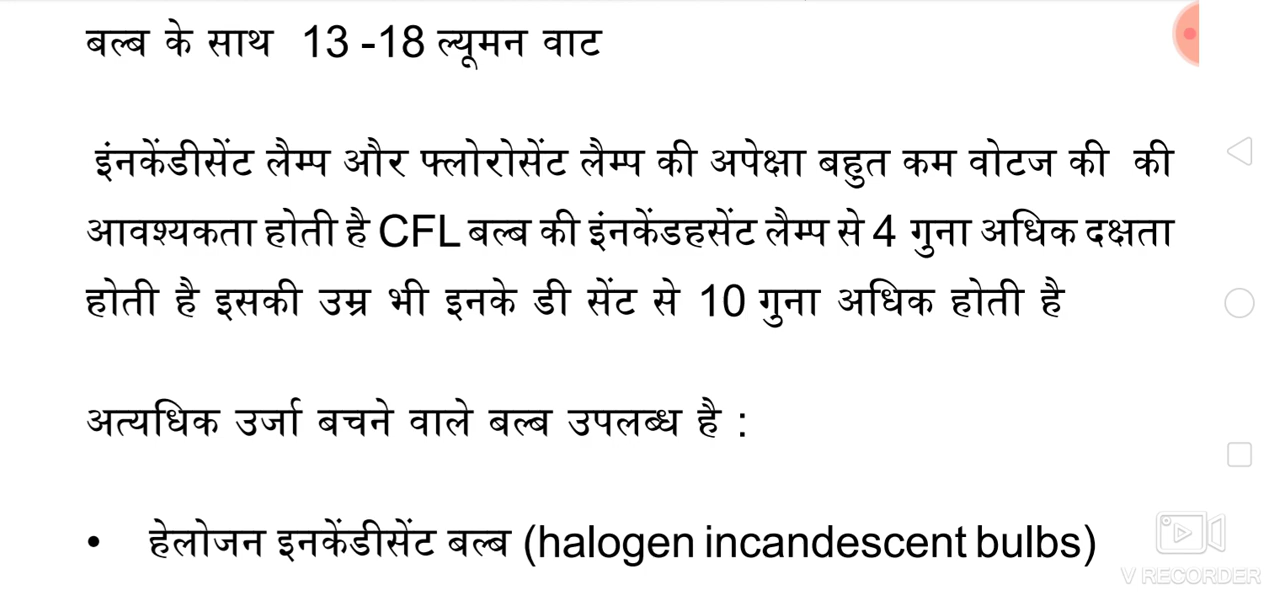 बल्ब के साथ 13 -18 ल्यूमन वाट
इंनकेंडीसेंट लैम्प और फ्लोरोसेंट लैम्प की अपेक्षा बहुत कम वोटज की की
आवश्यकता होती है CFL बल्ब की इंनकेंडहसेंट लैम्प से 4 गुना अधिक दक्षता
होती है इसकी उम्र भी इनके डी सेंट से 10 गुना अधिक होती है
अत्यधिक उर्जा बचने वाले बल्ब उपलब्ध है :
• हेलोजन इनकेंडीसेंट बल्ब (halogen incandescent bulbs)
V RECORDER